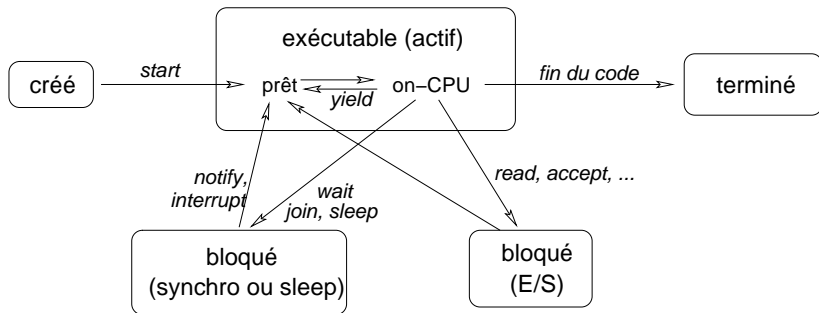 exécutable (actif)
créé
start
prêt
on−CPU
yield
fin du code
terminé
notify,
interrupt
wait
join, sleep
read, accept, ...
bloqué
(synchro ou sleep)
bloqué
(E/S)